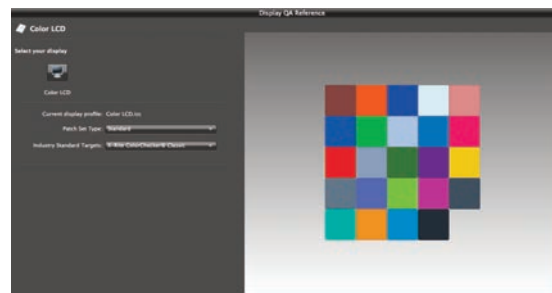 Display QA Reference
Color LCD
Select your display
Color LCD
Current display profile: Color LCD.icc
Patch Set Type: Standard
Industry Standard Targets: X-Rite ColorChecker® Classic